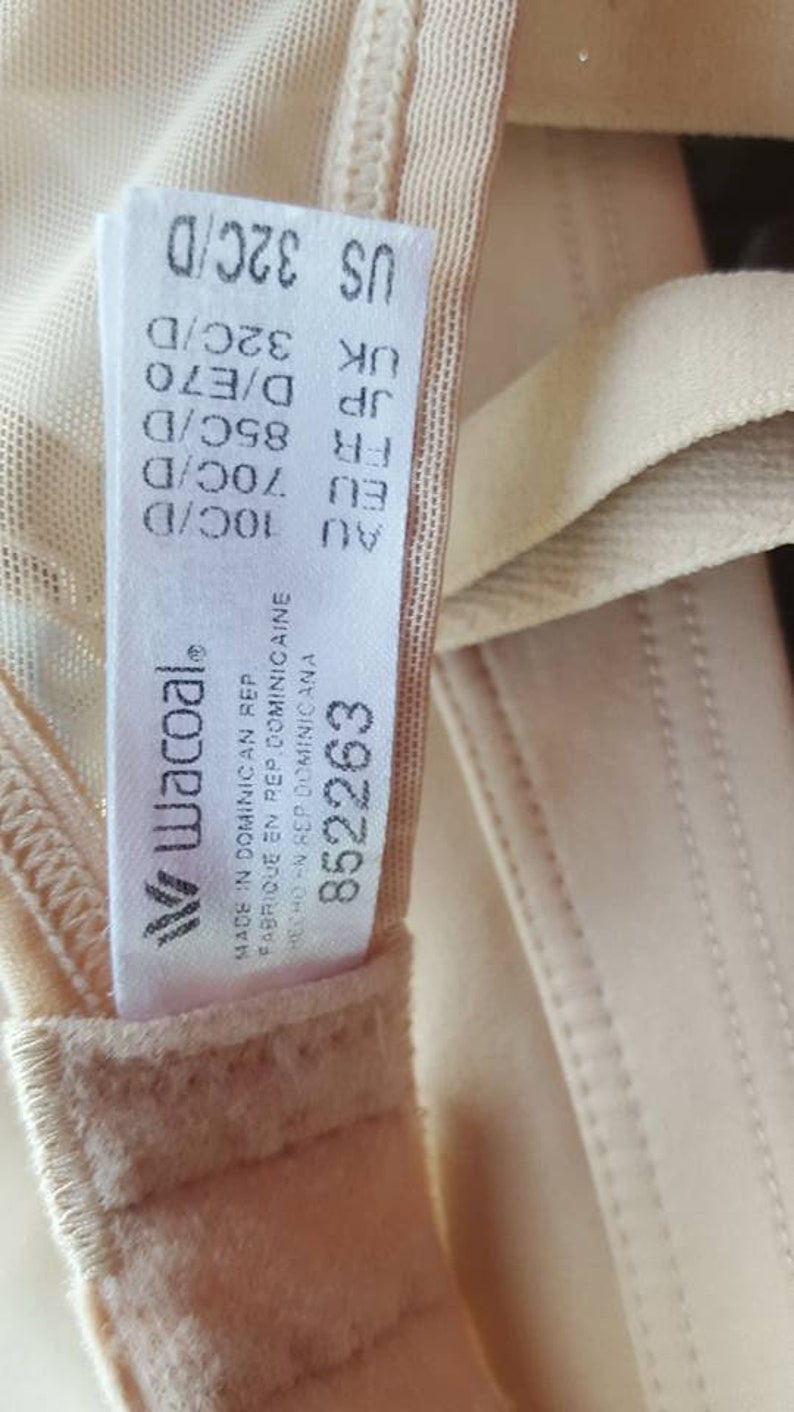 US 32C/D
UK 32C/D
JP D/E70
FR 85C/D
EU 70C/D
AU 10C/D
wacoal®
MADE IN DOMINICAN REP.
FABRIQUÉ EN REP DOMINICAINE
HECHO EN REP DOMINICANA
852263